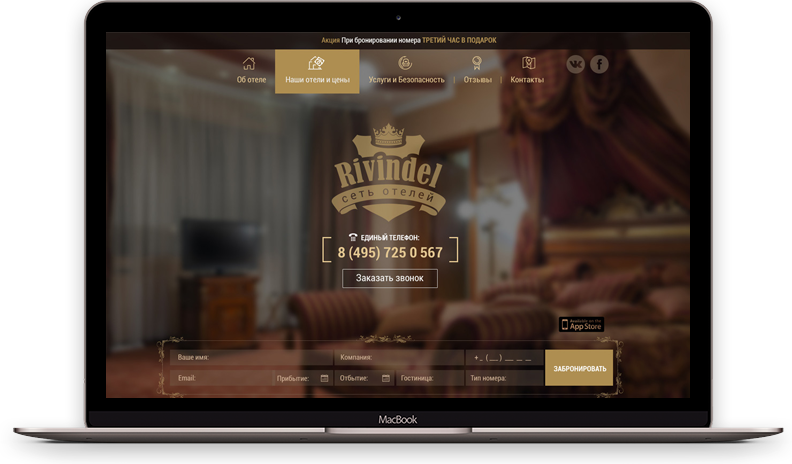 Акция При бронировании номера ТРЕТИЙ ЧАС В ПОДАРОК
Об отеле
Наши отели и цены
Услуги и Безопасность
Отзывы
Контакты
Rivindel
сеть отелей
ЕДИНЫЙ ТЕЛЕФОН:
8 (495) 725 0 567
Заказать звонок
Available on the
App Store
Ваше имя:
Компания:
+_ (__) __ _ _
Email:
Прибытие:
Отбытие:
Гостиница:
Тип номера:
ЗАБРОНИРОВАТЬ
MacBook